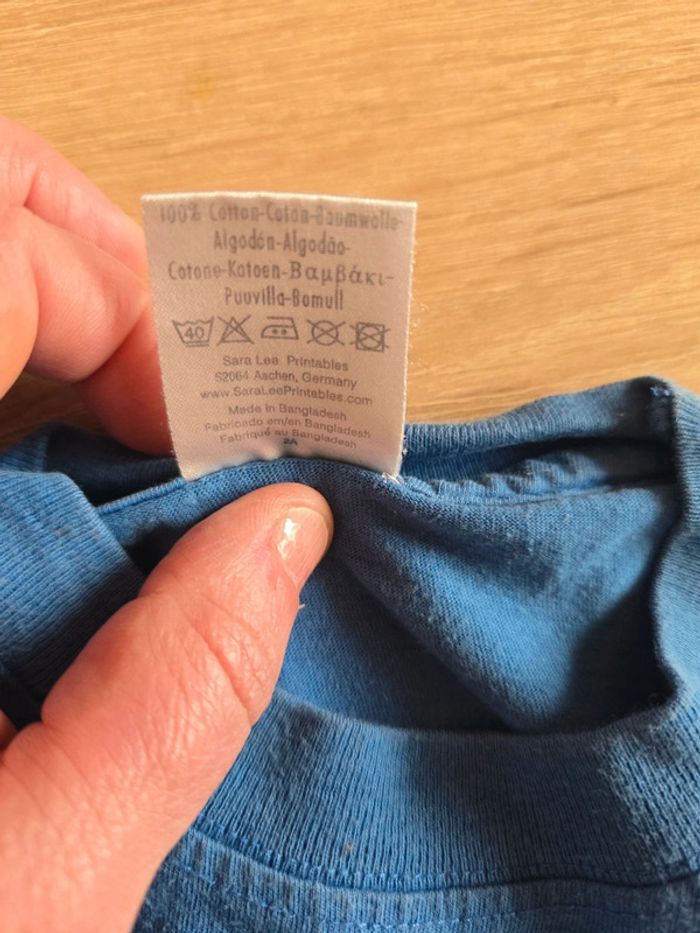 100% Cotton-Coton-Baumwolle-
Algodón-Algodão-
Cotone-Katoen-Βαμβάκι-
Puuvilla-Bomull
40
Sara Lee Printables
52064 Aachen, Germany
www.SaraLeePrintables.com
Made in Bangladesh
Fabricado em/en Bangladesh
Fabriqué au Bangladesh
2A